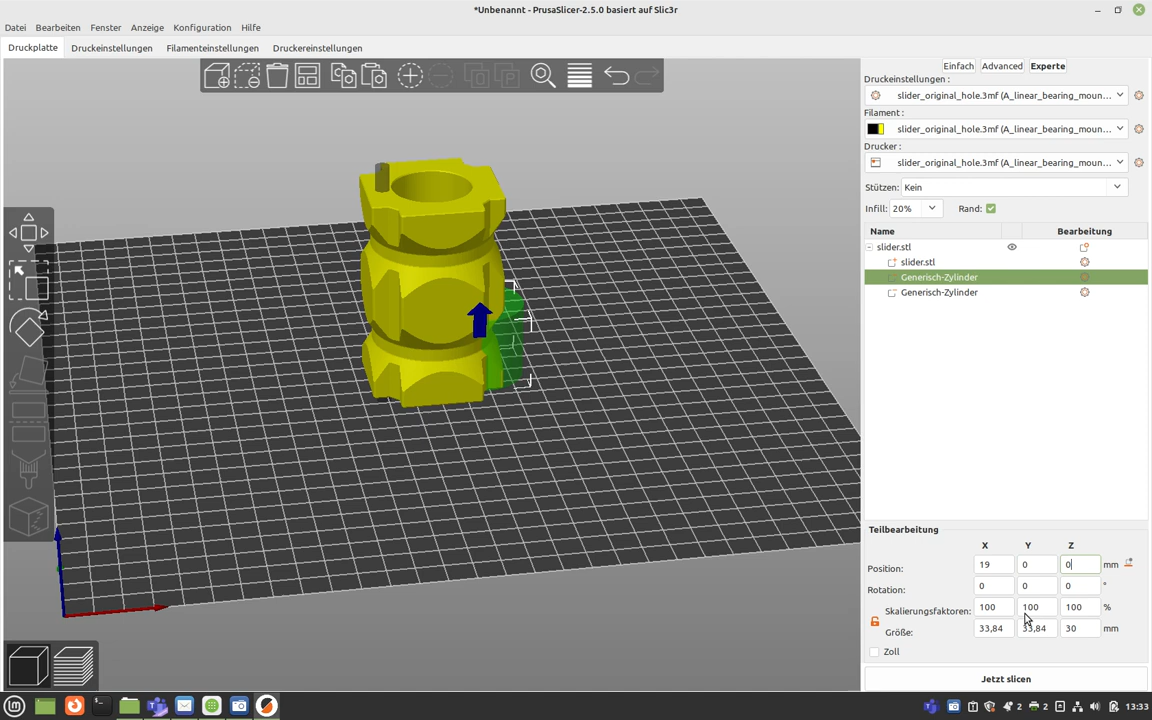 *Unbenannt - PrusaSlicer-2.5.0 basiert auf Slic3r
Datei Bearbeiten Fenster Anzeige Konfiguration Hilfe
Druckplatte Druckeinstellungen Filamenteinstellungen Druckereinstellungen
Einfach Advanced Experte
Druckeinstellungen :
slider_original_hole.3mf (A_linear_bearing_moun...
Filament :
slider_original_hole.3mf (A_linear_bearing_moun...
Drucker :
slider_original_hole.3mf (A_linear_bearing_moun...
Stützen: Kein
Infill: 20% Rand:
Name Bearbeitung
slider.stl
slider.stl
Generisch-Zylinder
Generisch-Zylinder
Teilbearbeitung
X Y Z
Position: 19 0 0 mm
Rotation: 0 0 0 °
Skalierungsfaktoren: 100 100 100 %
Größe: 33,84 33,84 30 mm
Zoll
Jetzt slicen
2 2 13:33